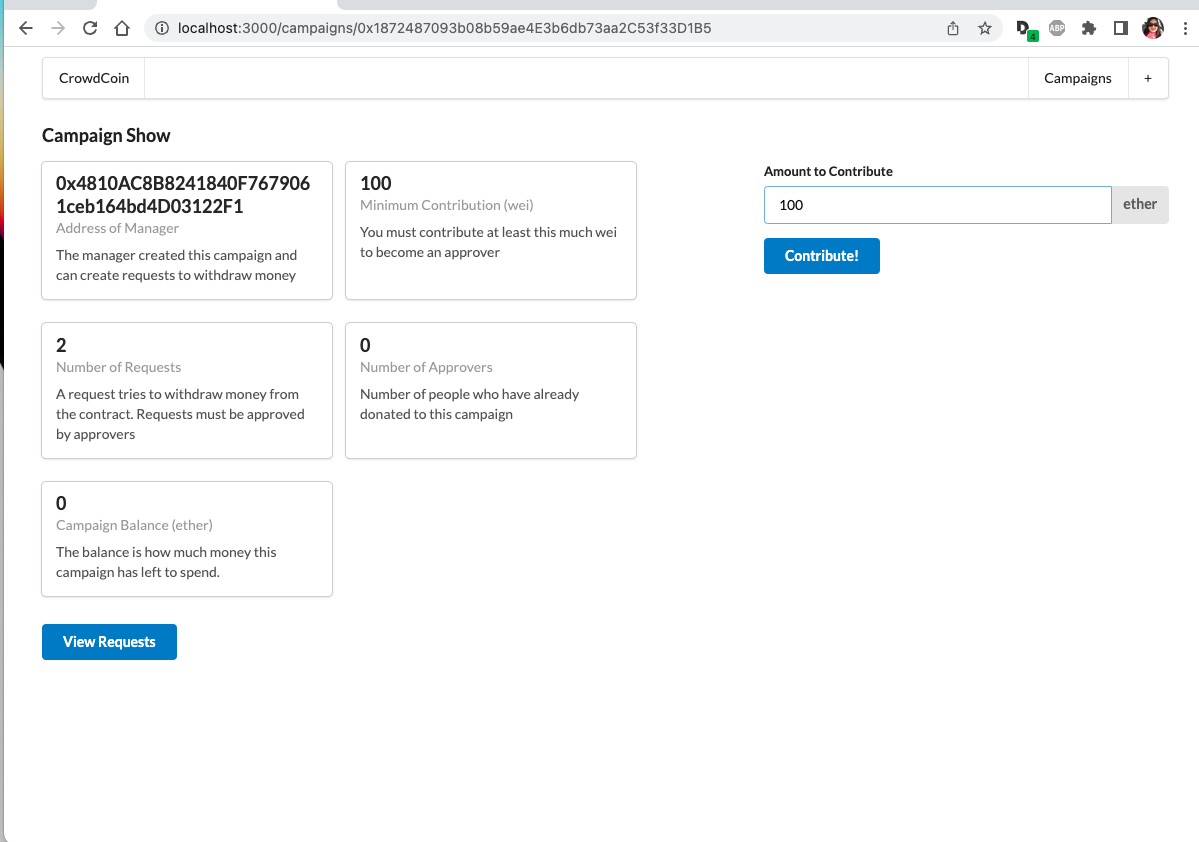 localhost:3000/campaigns/0x1872487093b08b59ae4E3b6db73aa2C53f33D1B5
4
ABP
CrowdCoin
Campaigns
+
Campaign Show
0x4810AC8B8241840F767906
1ceb164bd4D03122F1
Address of Manager
The manager created this campaign and
can create requests to withdraw money
100
Minimum Contribution (wei)
You must contribute at least this much wei
to become an approver
2
Number of Requests
A request tries to withdraw money from
the contract. Requests must be approved
by approvers
0
Number of Approvers
Number of people who have already
donated to this campaign
0
Campaign Balance (ether)
The balance is how much money this
campaign has left to spend.
View Requests
Amount to Contribute
100
ether
Contribute!